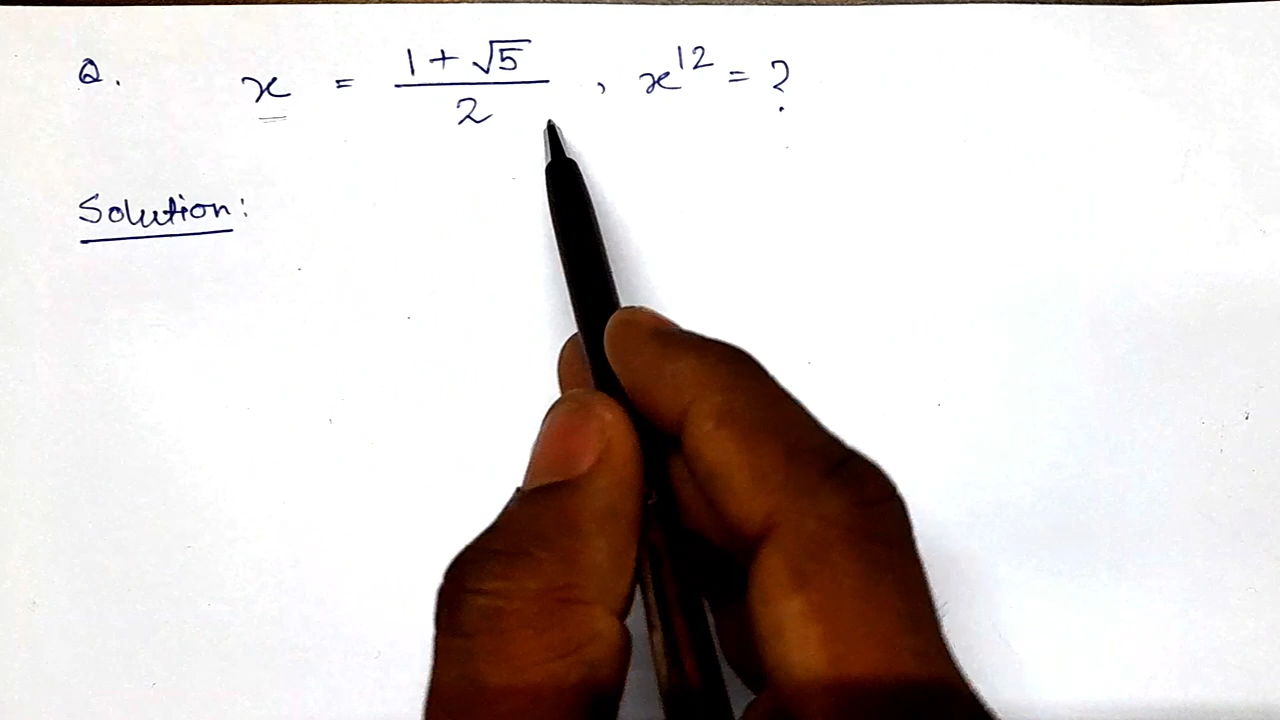 Q. x = (1 + √5)/2 , x¹² = ?
Solution: